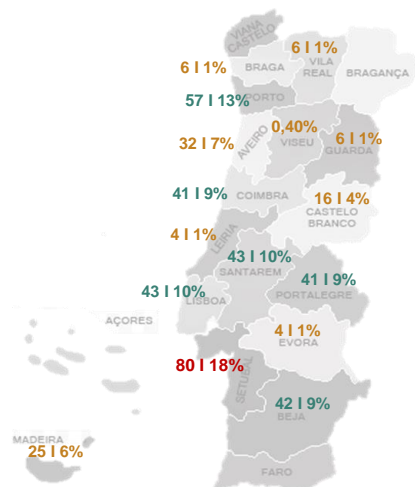 VIANA
CASTELO
6 I 1%
VILA
REAL
6 I 1%
BRAGA
BRAGANÇA
57 I 13%
PORTO
0,40%
VISEU
32 I 7%
AVEIRO
6 I 1%
GUARDA
41 I 9%
COIMBRA
16 I 4%
CASTELO
BRANCO
4 I 1%
LEIRIA
43 I 10%
SANTAREM
41 I 9%
PORTALEGRE
43 I 10%
LISBOA
AÇORES
4 I 1%
EVORA
80 I 18%
SETUBAL
42 I 9%
BEJA
MADEIRA
25 I 6%
FARO